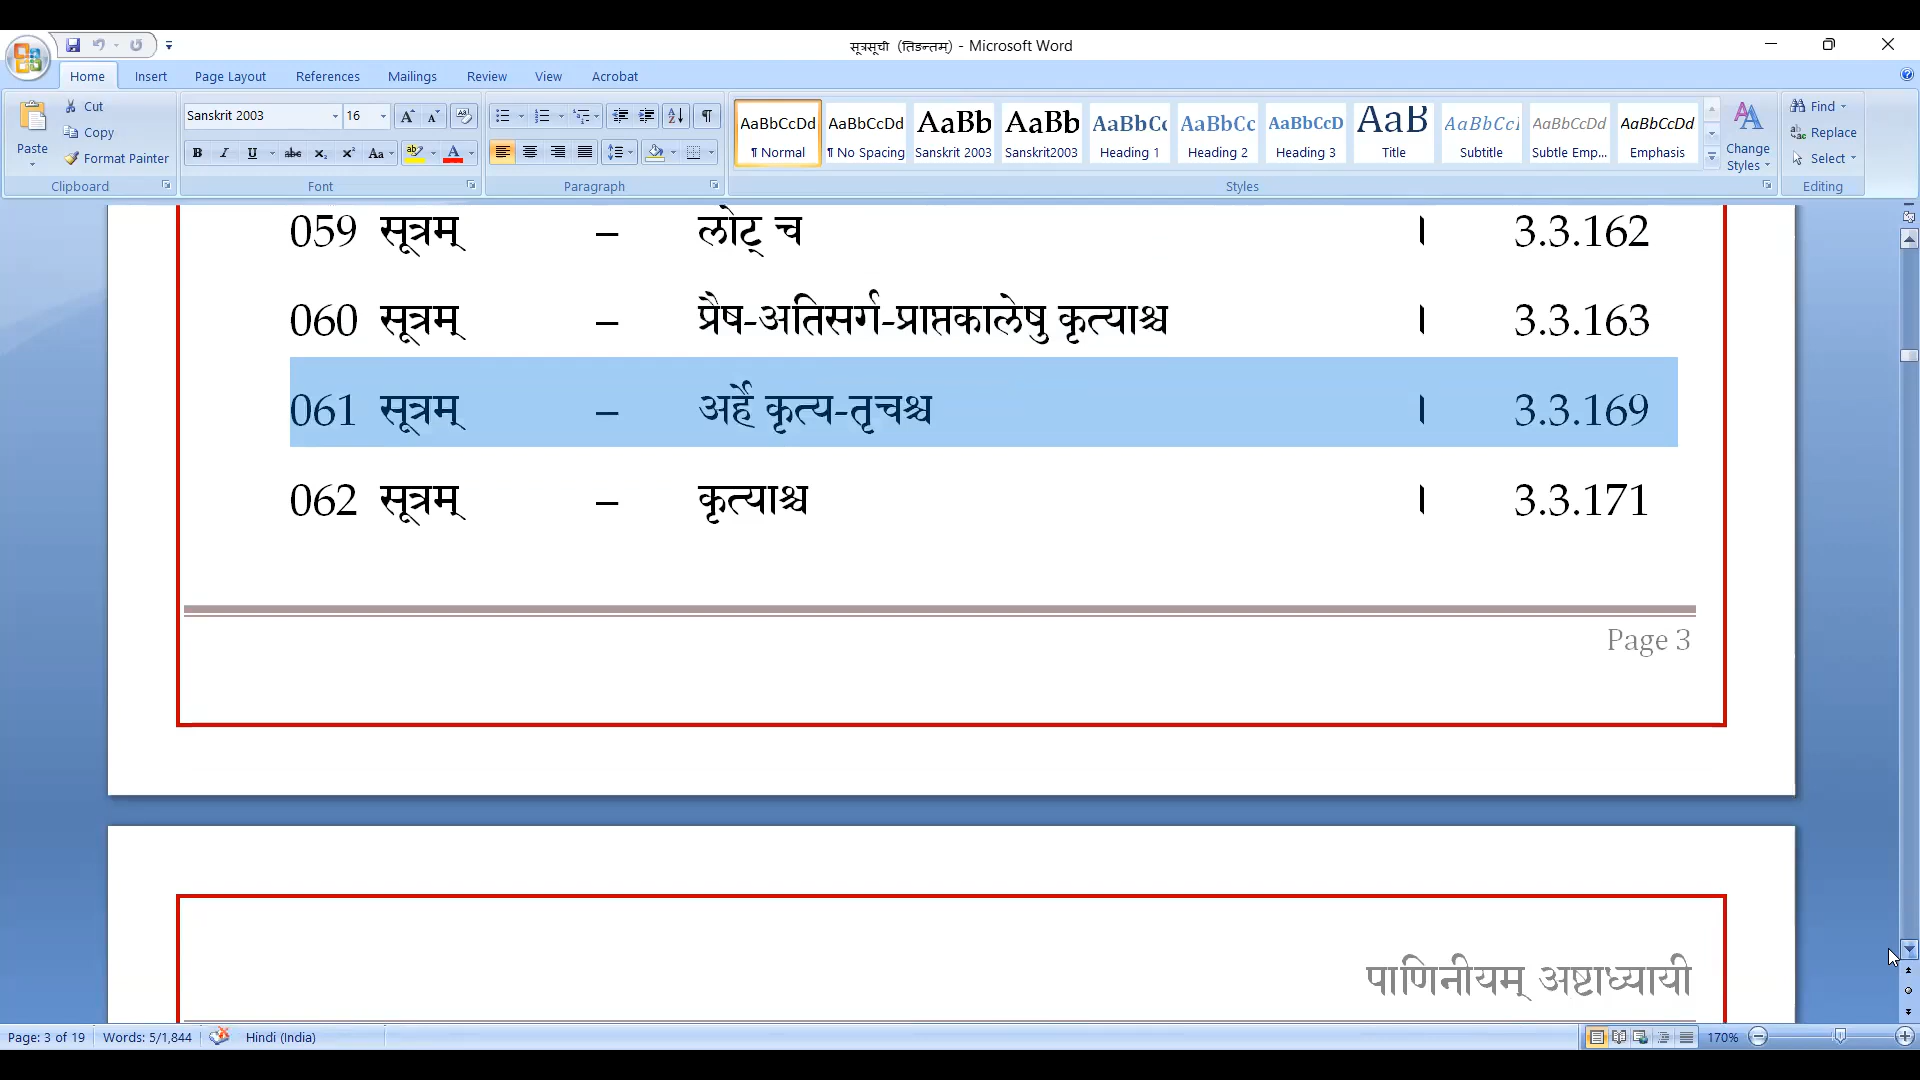 सूत्रसूची (तिङन्तम्) - Microsoft Word
Home Insert Page Layout References Mailings Review View Acrobat
Paste Cut Copy Format Painter
Clipboard
Sanskrit 2003 16
Font
Paragraph
AaBbCcDd AaBbCcDd AaBb AaBb AaBbCc AaBbCc AaBbCcD AaB AaBbCcI AaBbCcDd AaBbCcDd
¶ Normal ¶ No Spacing Sanskrit 2003 Sanskrit2003 Heading 1 Heading 2 Heading 3 Title Subtitle Subtle Emp... Emphasis
Change Styles
Styles
Find
Replace
Select
Editing
059 सूत्रम् – लोट् च । 3.3.162
060 सूत्रम् – प्रैष-अतिसर्ग-प्राप्तकालेषु कृत्याश्च । 3.3.163
061 सूत्रम् – अर्हे कृत्य-तृचश्च । 3.3.169
062 सूत्रम् – कृत्याश्च । 3.3.171
Page 3
पाणिनीयम् अष्टाध्यायी
Page: 3 of 19 Words: 5/1,844 Hindi (India) 170%